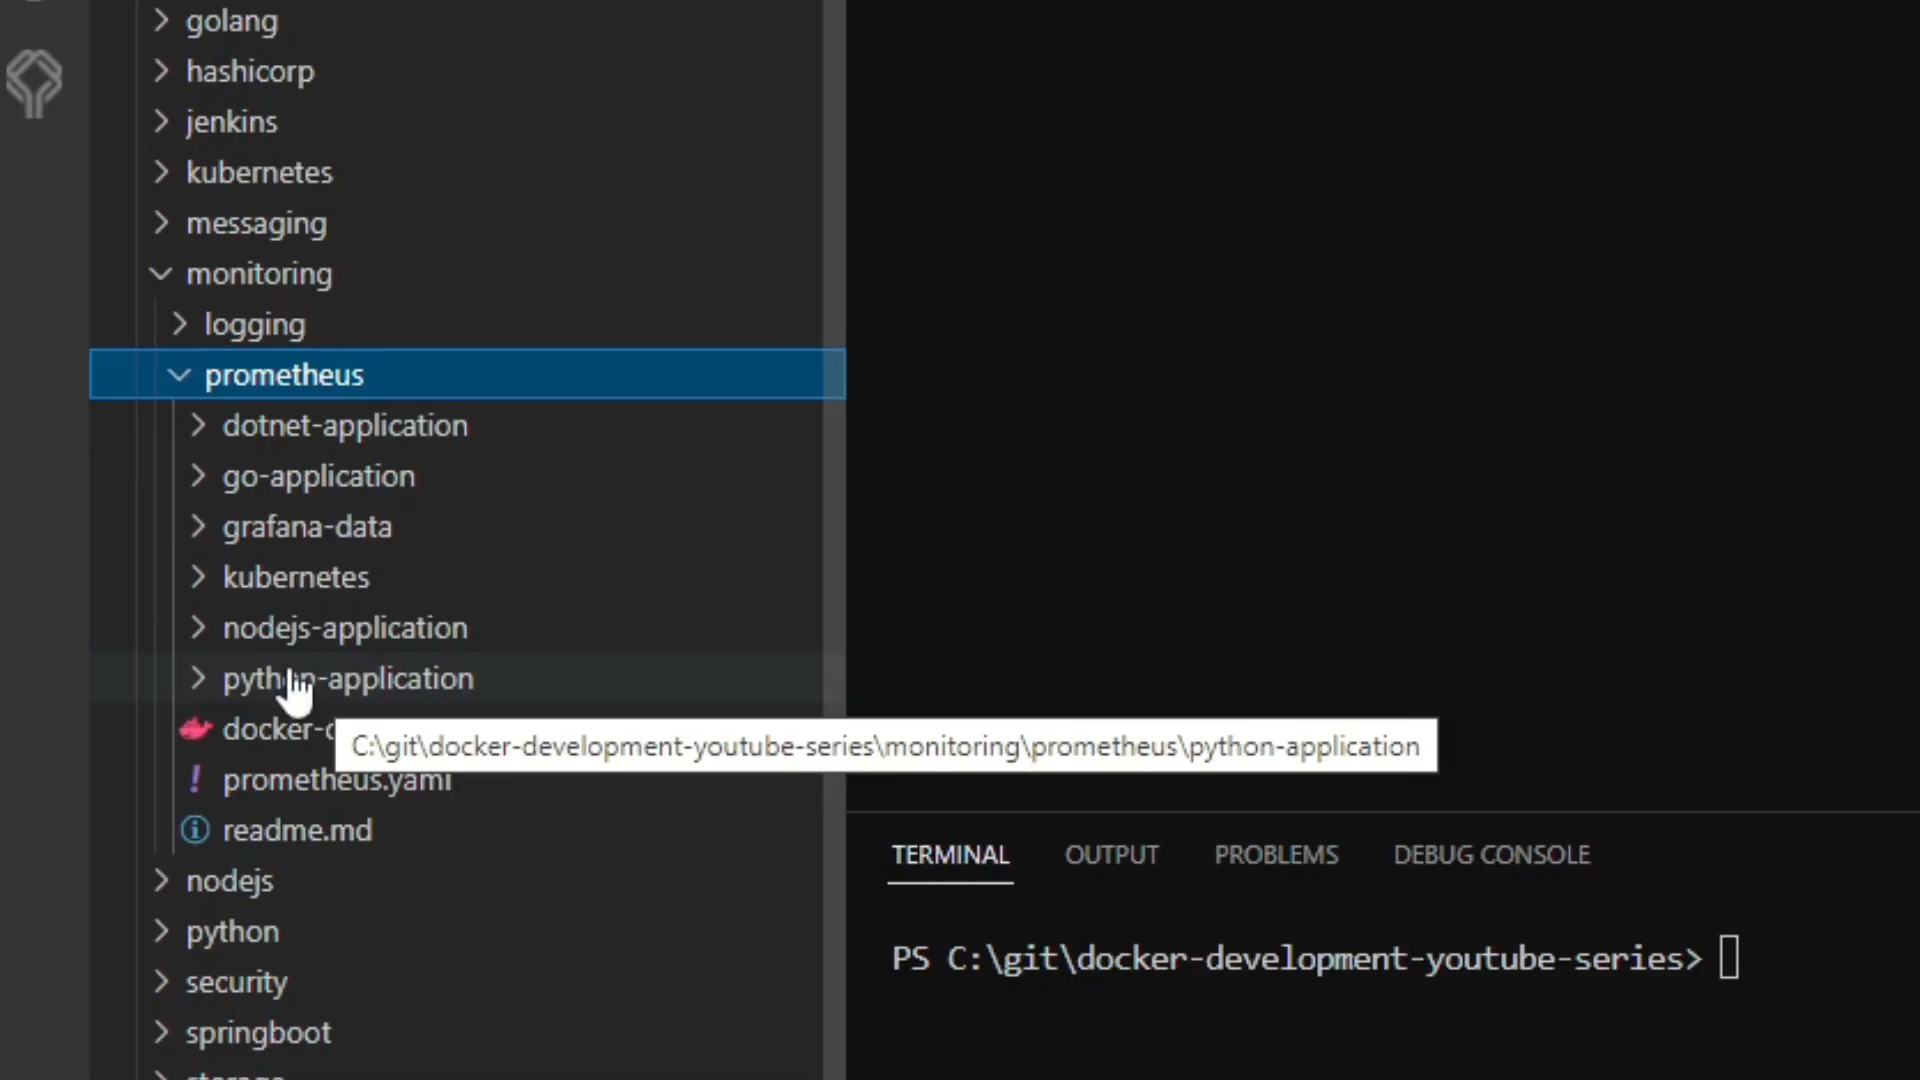 golang
hashicorp
jenkins
kubernetes
messaging
monitoring
logging
prometheus
dotnet-application
go-application
grafana-data
kubernetes
nodejs-application
python-application
docker-
C:\git\docker-development-youtube-series\monitoring\prometheus\python-application
prometheus.yaml
readme.md
nodejs
python
security
springboot
TERMINAL OUTPUT PROBLEMS DEBUG CONSOLE
PS C:\git\docker-development-youtube-series>